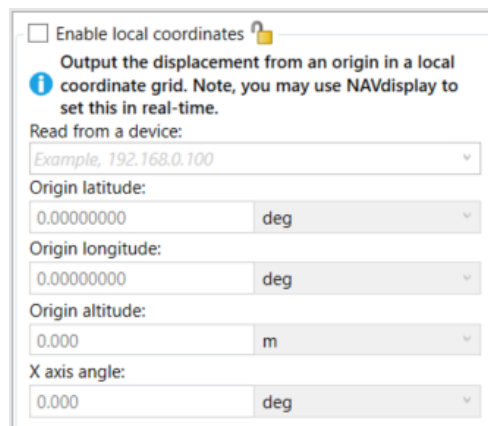 Enable local coordinates
Output the displacement from an origin in a local
coordinate grid. Note, you may use NAVdisplay to
set this in real-time.
Read from a device:
Example, 192.168.0.100
Origin latitude:
0.00000000 deg
Origin longitude:
0.00000000 deg
Origin altitude:
0.000 m
X axis angle:
0.000 deg